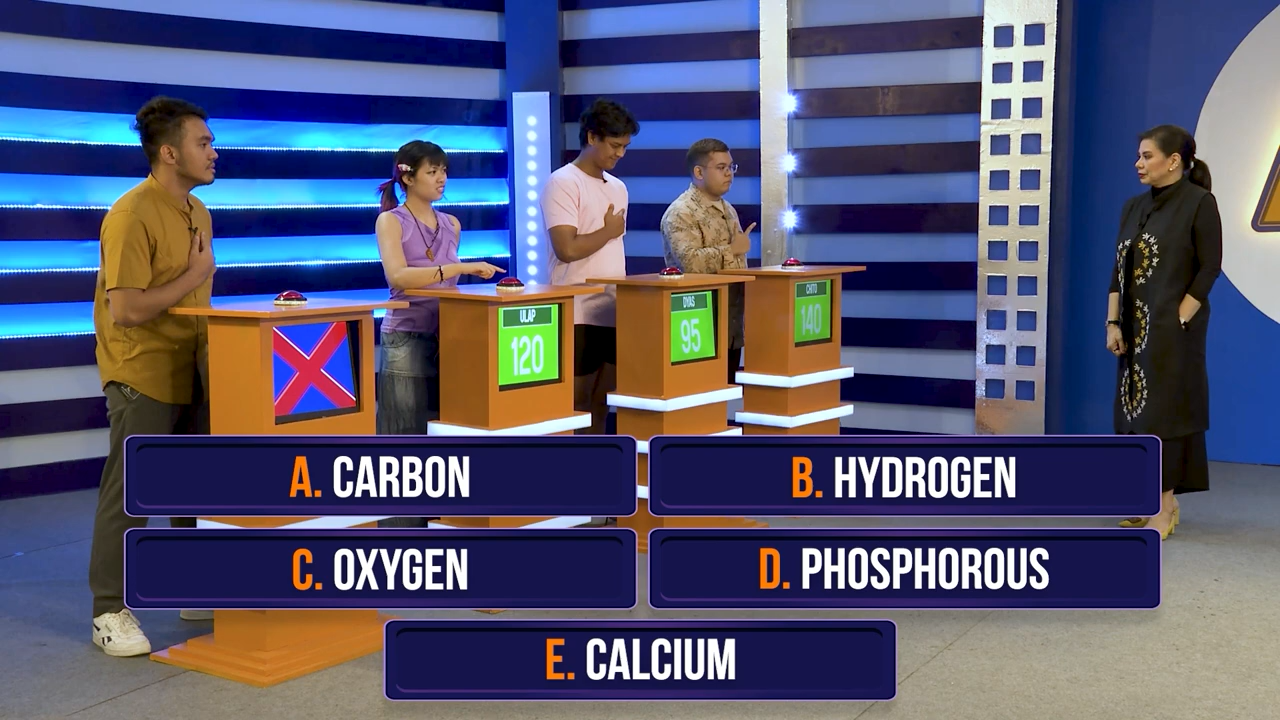 ULAP
120
DYAS
95
CHITO
140
A. CARBON
B. HYDROGEN
C. OXYGEN
D. PHOSPHOROUS
E. CALCIUM